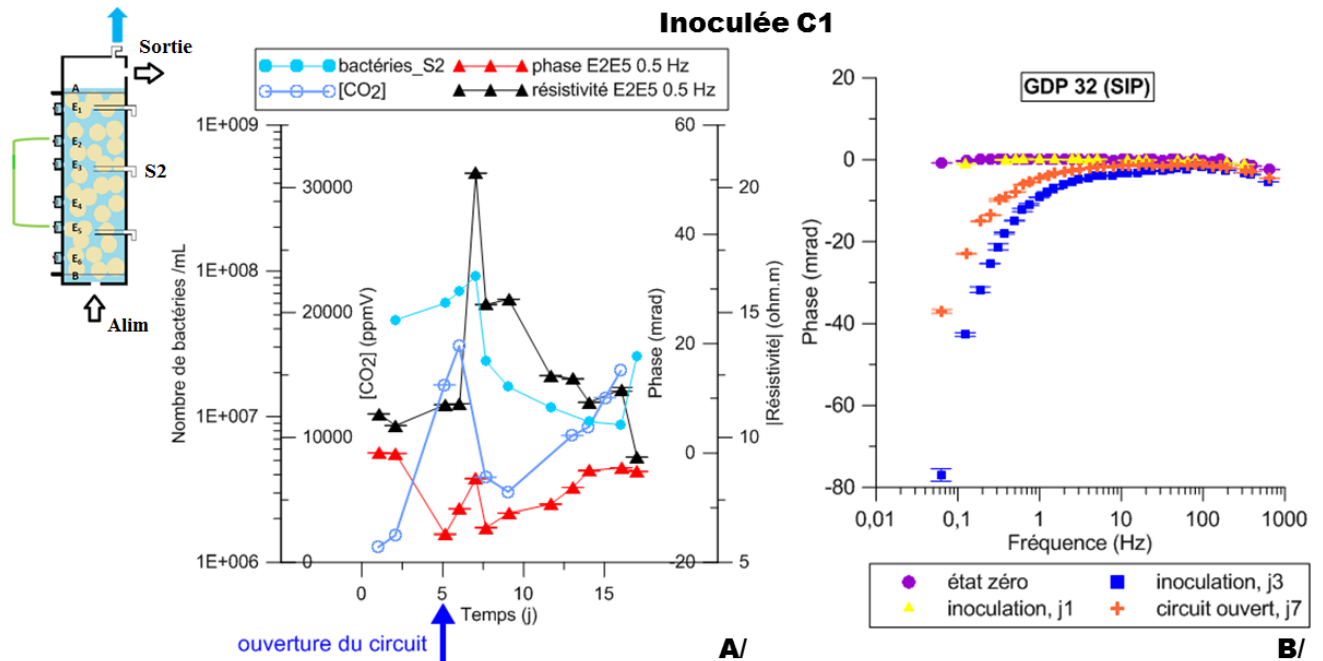 Inoculée C1
Sortie
A
E1
E2
E3
S2
E4
E5
E6
B
Alim
bactéries_S2
phase E2E5 0.5 Hz
[CO2]
résistivité E2E5 0.5 Hz
1E+009
1E+008
1E+007
1E+006
Nombre de bactéries /mL
30000
20000
10000
0
[CO2] (ppmV)
60
40
20
0
-20
Phase (mrad)
20
15
10
5
|Résistivité| (ohm.m)
0
5
10
15
Temps (j)
ouverture du circuit
A/
GDP 32 (SIP)
20
0
-20
-40
-60
-80
Phase (mrad)
0,01
0,1
1
10
100
1000
Fréquence (Hz)
état zéro
inoculation, j3
inoculation, j1
circuit ouvert, j7
B/